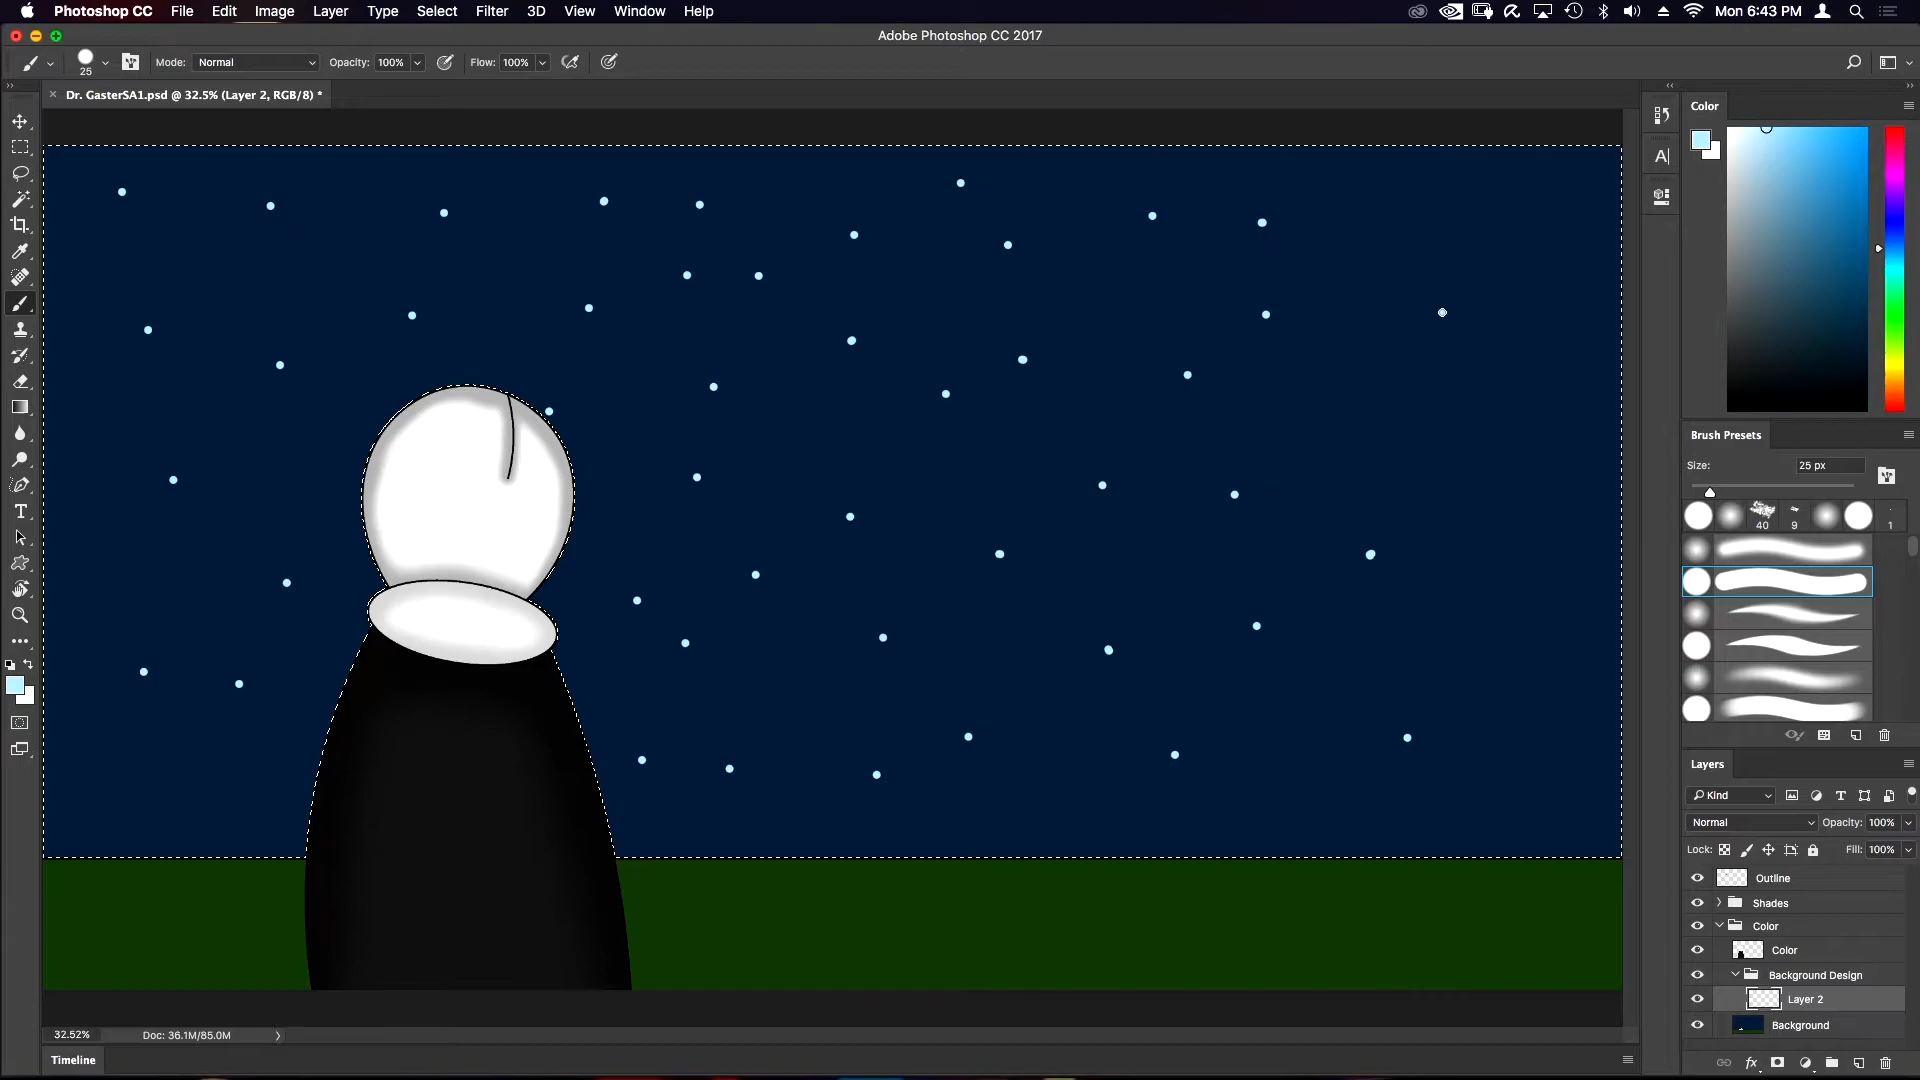 Photoshop CC File Edit Image Layer Type Select Filter 3D View Window Help Mon 6:43 PM
Adobe Photoshop CC 2017
25 Mode: Normal Opacity: 100% Flow: 100%
Dr. GasterSA1.psd @ 32.5% (Layer 2, RGB/8) *
Color
Brush Presets
Size: 25 px
40 9 1
Layers
Kind
Normal Opacity: 100%
Lock: Fill: 100%
Outline
Shades
Color
Color
Background Design
Layer 2
Background
32.52% Doc: 36.1M/85.0M
Timeline